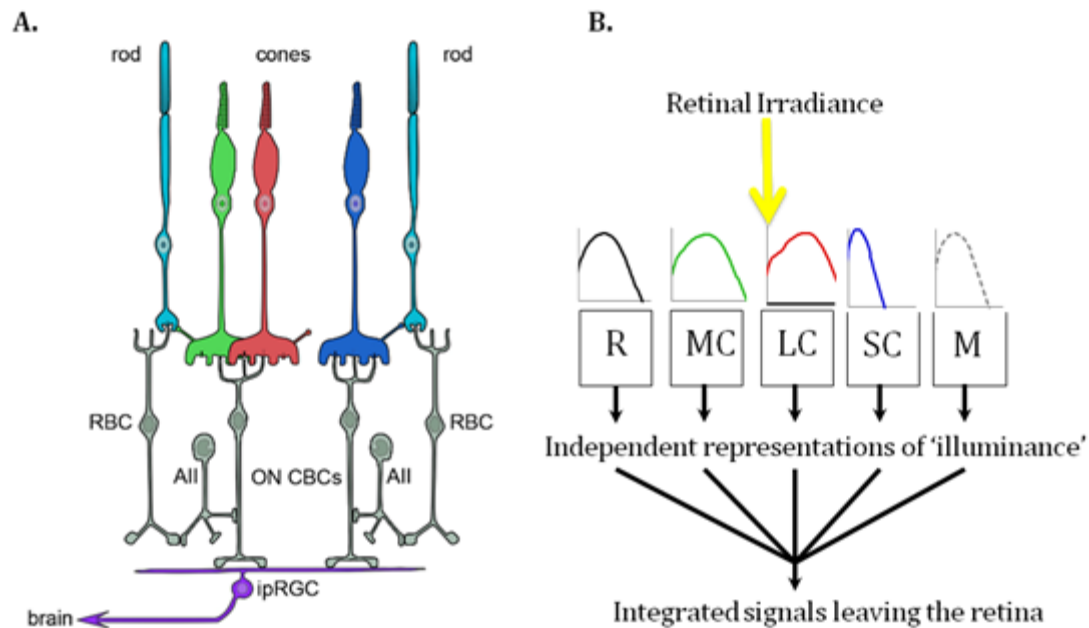 A.
rod
cones
rod
RBC
RBC
AII
ON CBCs
AII
ipRGC
brain
B.
Retinal Irradiance
R
MC
LC
SC
M
Independent representations of ‘illuminance’
Integrated signals leaving the retina